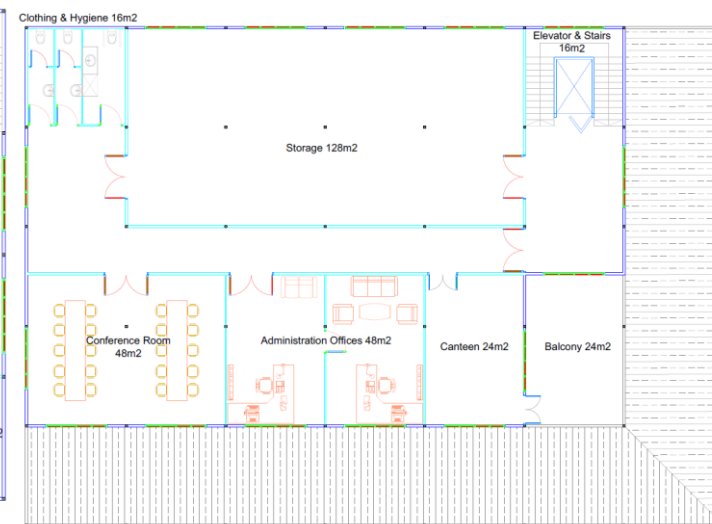 Clothing & Hygiene 16m2
Elevator & Stairs
16m2
Storage 128m2
Conference Room
48m2
Administration Offices 48m2
Canteen 24m2
Balcony 24m2